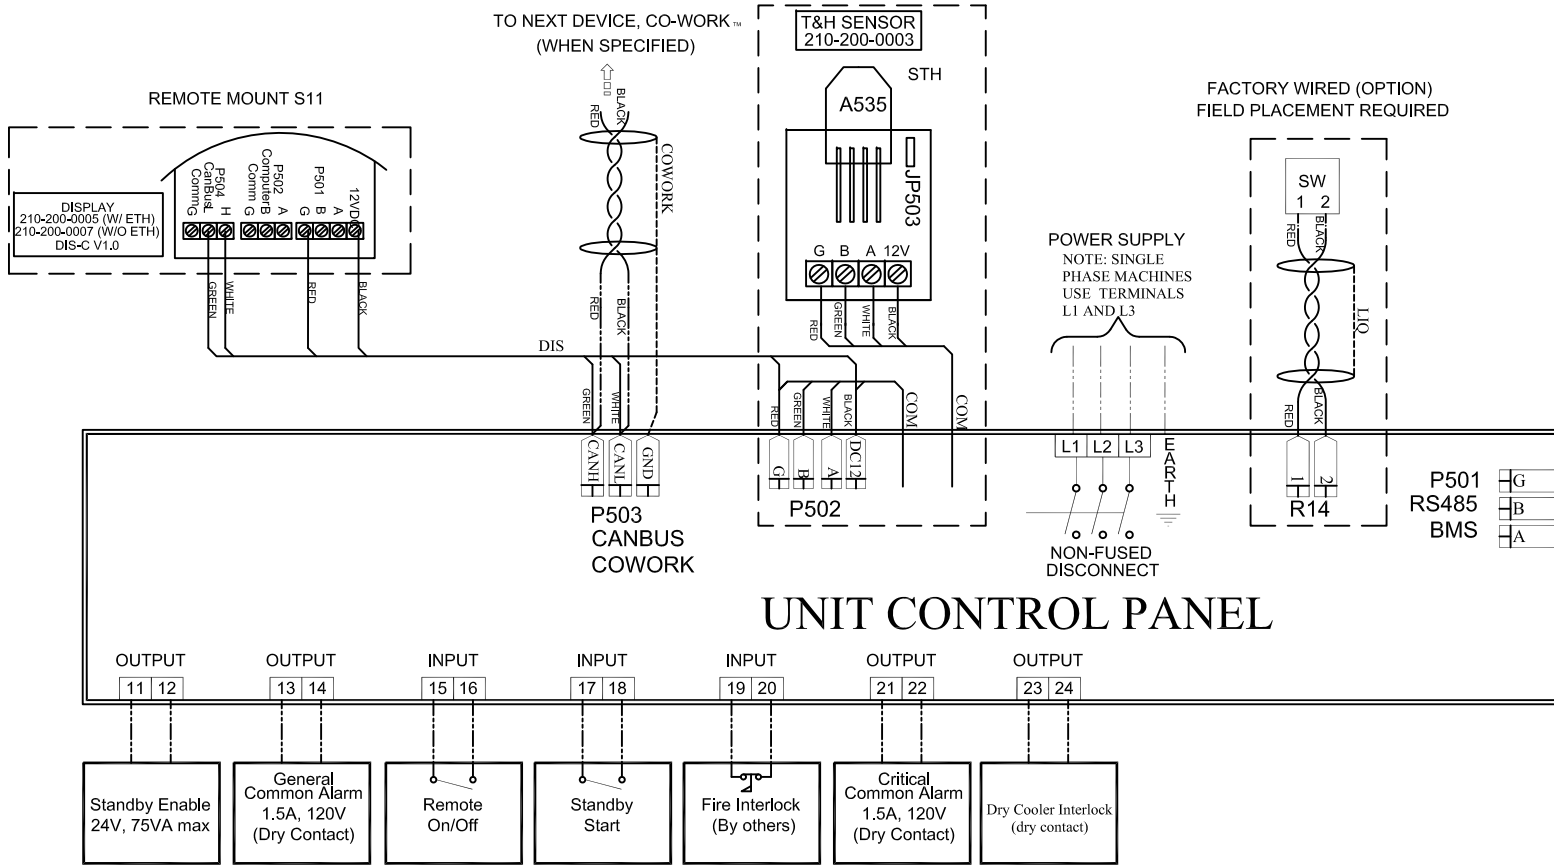 TO NEXT DEVICE, CO-WORK ™
(WHEN SPECIFIED)
T&H SENSOR
210-200-0003
STH
A535
JP503
G B A 12V
RED
GREEN
WHITE
BLACK
REMOTE MOUNT S11
DISPLAY
210-200-0005 (W/ ETH)
210-200-0007 (W/O ETH)
DIS-C V1.0
P504
CanBus
Comm
G L H
P502
Computer
Comm
G B A
P501
G B A
12VDC
GREEN
WHITE
RED
BLACK
DIS
RED
BLACK
COWORK
RED
BLACK
GREEN
WHITE
CANH
CANL
GND
P503
CANBUS
COWORK
RED
GREEN
WHITE
BLACK
COM
COM
G
B
A
DC12
P502
POWER SUPPLY
NOTE: SINGLE
PHASE MACHINES
USE TERMINALS
L1 AND L3
L1 L2 L3
EARTH
NON-FUSED
DISCONNECT
FACTORY WIRED (OPTION)
FIELD PLACEMENT REQUIRED
SW
1 2
RED
BLACK
LIQ
RED
BLACK
1
2
R14
P501
RS485
BMS
G
B
A
UNIT CONTROL PANEL
OUTPUT
11 12
Standby Enable
24V, 75VA max
OUTPUT
13 14
General
Common Alarm
1.5A, 120V
(Dry Contact)
INPUT
15 16
Remote
On/Off
INPUT
17 18
Standby
Start
INPUT
19 20
Fire Interlock
(By others)
OUTPUT
21 22
Critical
Common Alarm
1.5A, 120V
(Dry Contact)
OUTPUT
23 24
Dry Cooler Interlock
(dry contact)